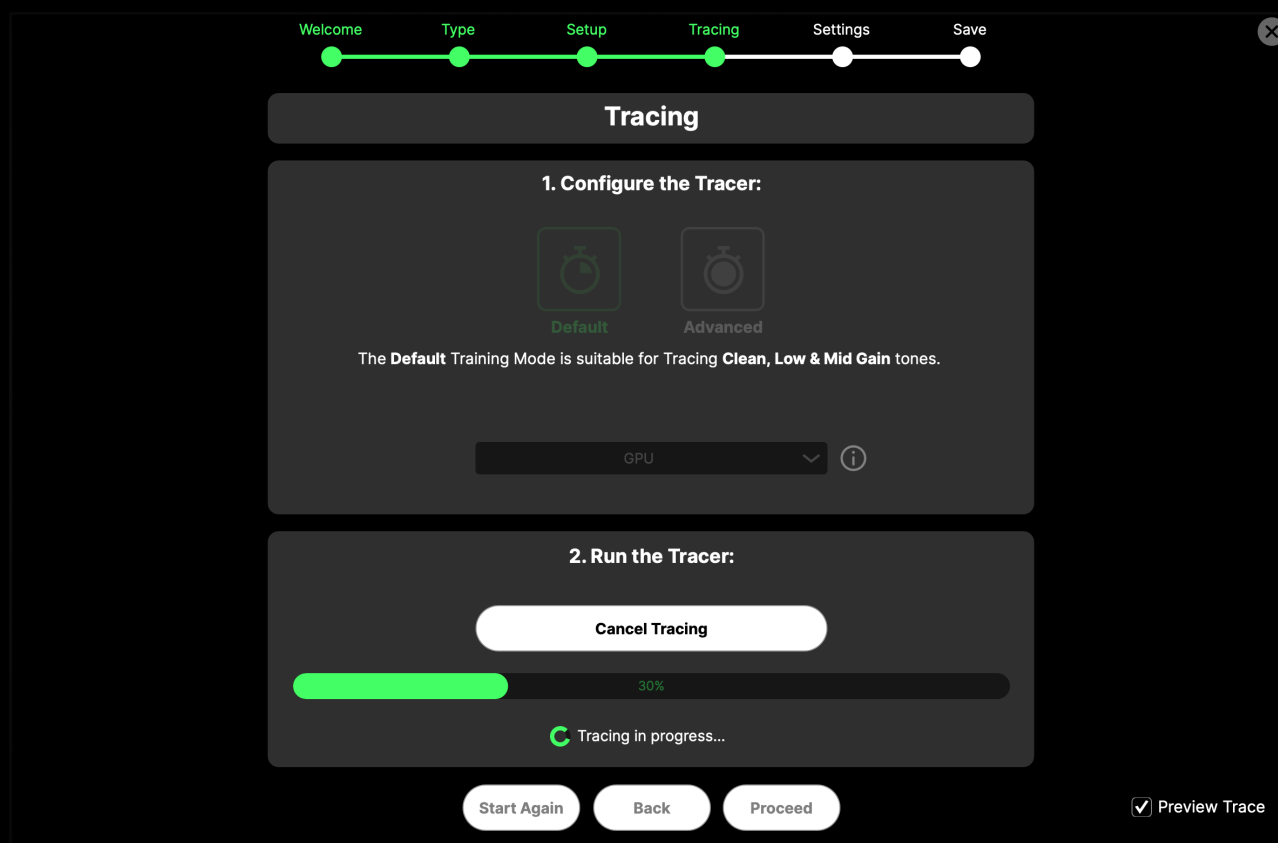 Welcome Type Setup Tracing Settings Save
Tracing
1. Configure the Tracer:
Default Advanced
The Default Training Mode is suitable for Tracing Clean, Low & Mid Gain tones.
GPU
2. Run the Tracer:
Cancel Tracing
30%
Tracing in progress...
Start Again Back Proceed
Preview Trace